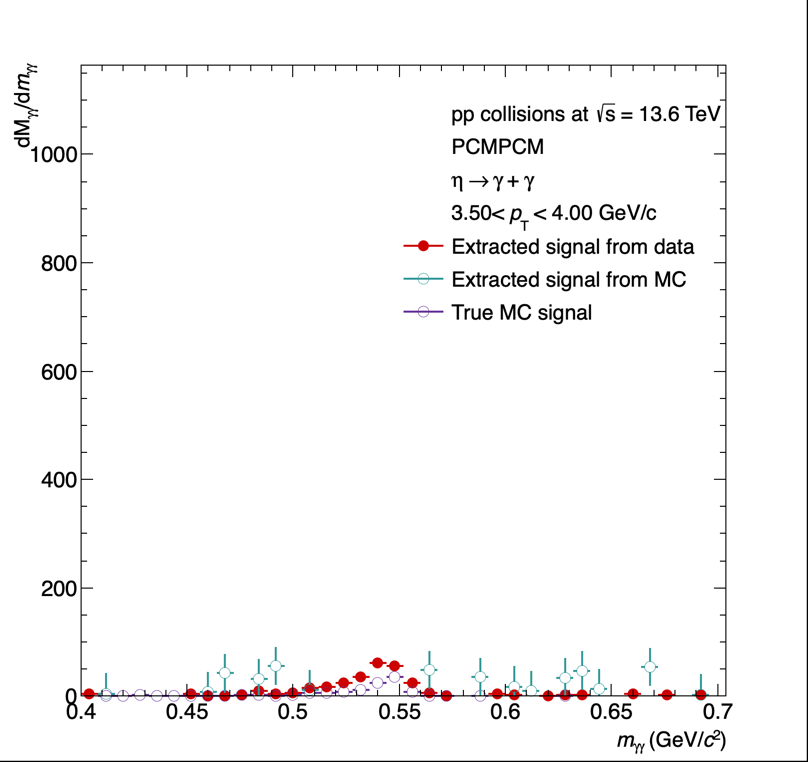 dM_γγ/dm_γγ
pp collisions at √s = 13.6 TeV
PCMPCM
η → γ + γ
3.50< p_T < 4.00 GeV/c
Extracted signal from data
Extracted signal from MC
True MC signal
1000
800
600
400
200
0
0.4 0.45 0.5 0.55 0.6 0.65 0.7
m_γγ (GeV/c²)